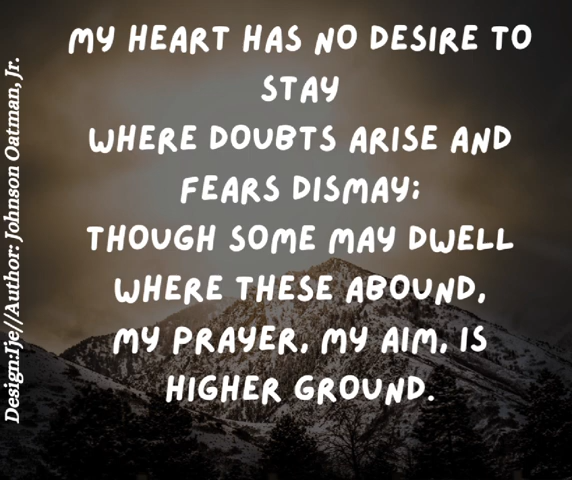 MY HEART HAS NO DESIRE TO
STAY
WHERE DOUBTS ARISE AND
FEARS DISMAY;
THOUGH SOME MAY DWELL
WHERE THESE ABOUND,
MY PRAYER, MY AIM, IS
HIGHER GROUND.
Design:Tje//Author: Johnson Oatman,Jr.